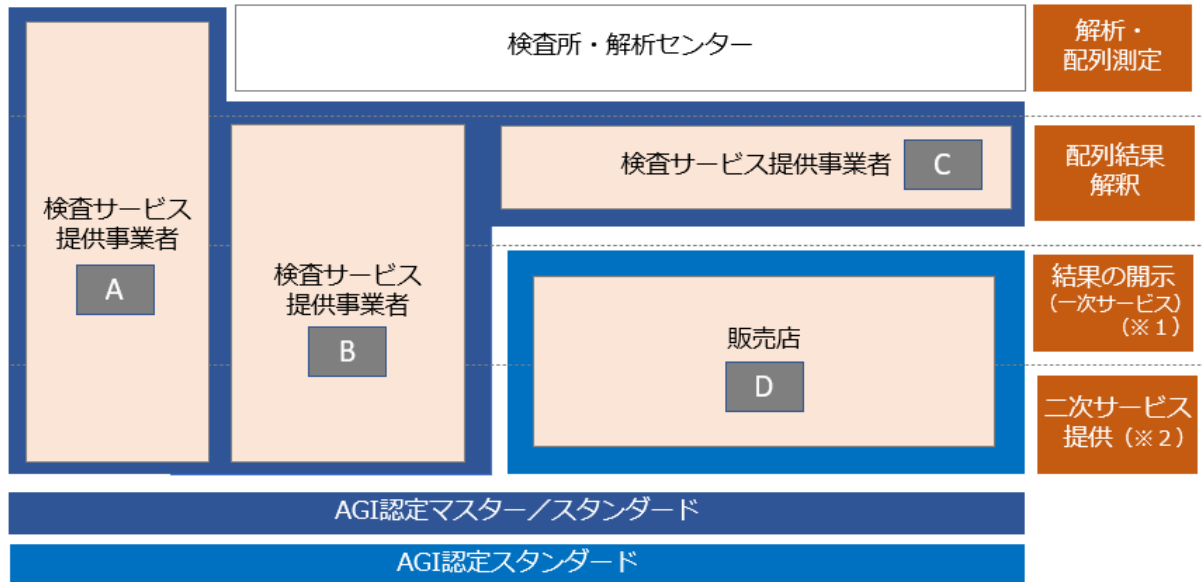 検査所・解析センター
解析・
配列測定
検査サービス提供事業者
C
配列結果
解釈
検査サービス
提供事業者
A
検査サービス
提供事業者
B
販売店
D
結果の開示
(一次サービス)
(※1)
二次サービス
提供(※2)
AGI認定マスター/スタンダード
AGI認定スタンダード